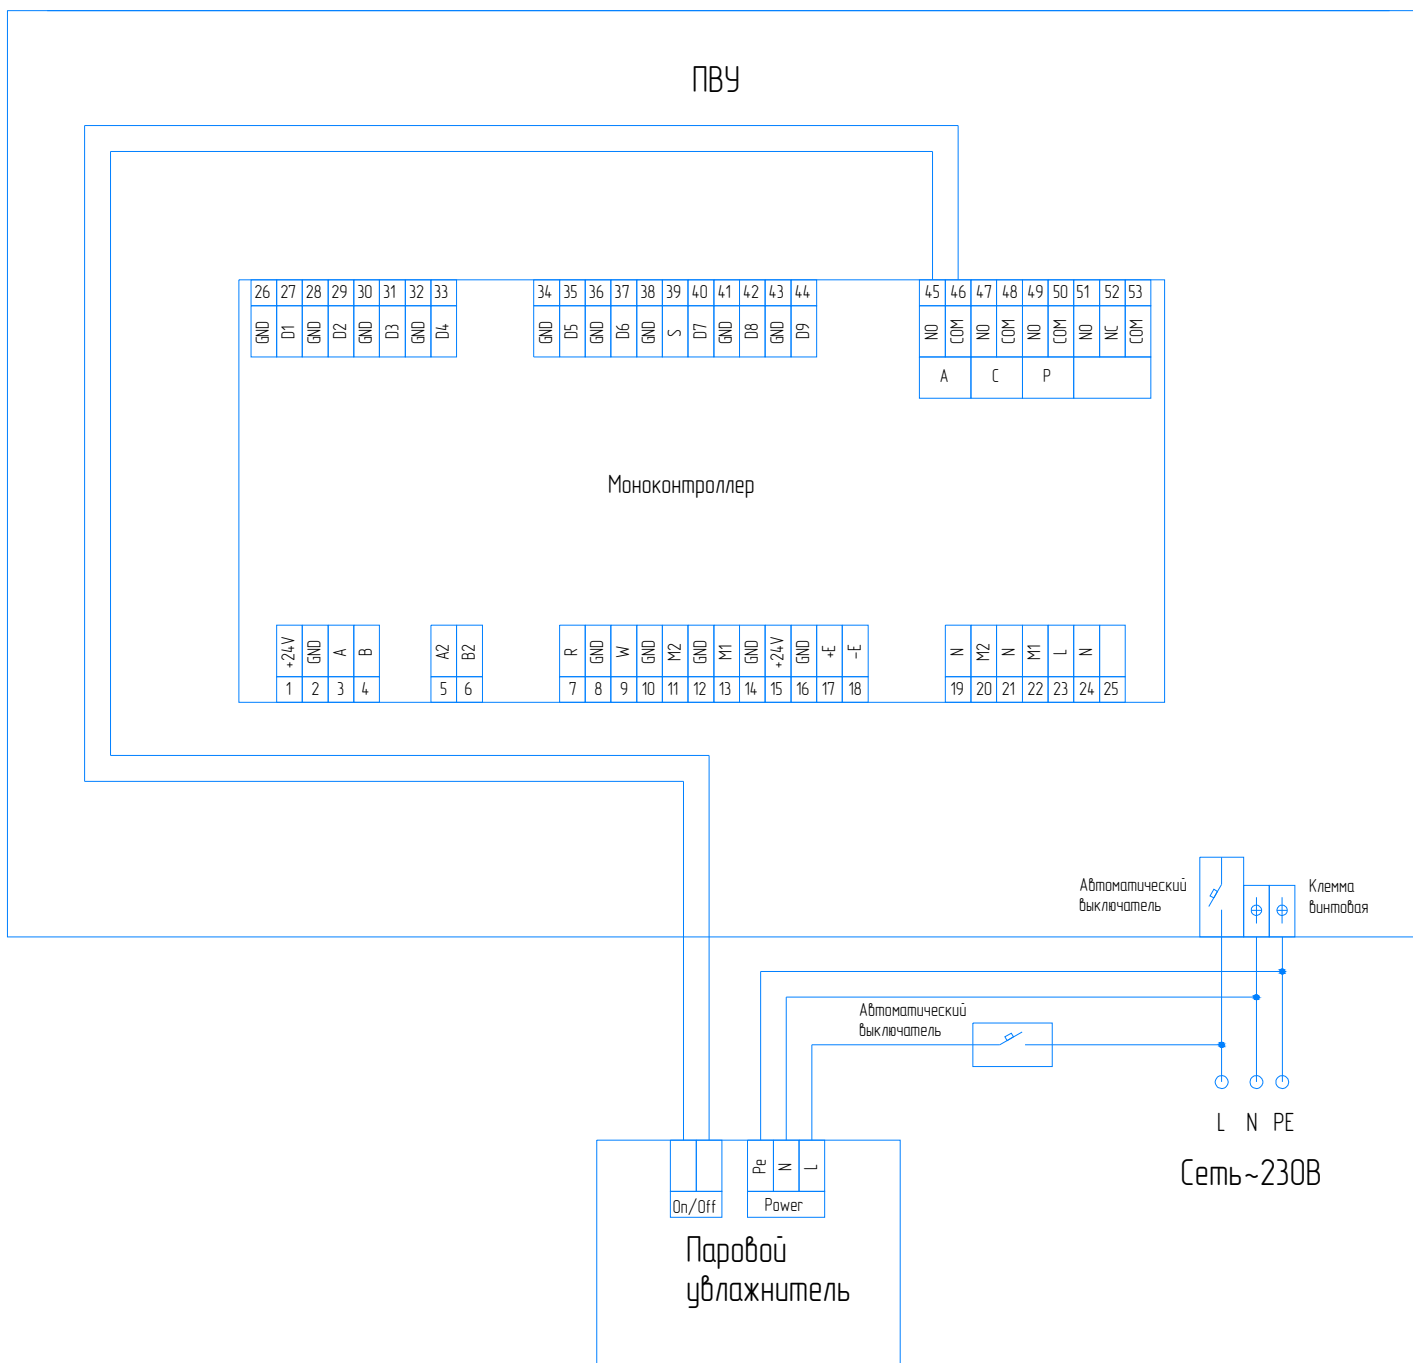 ПВУ
26 27 28 29 30 31 32 33 34 35 36 37 38 39 40 41 42 43 44 45 46 47 48 49 50 51 52 53
GND D1 GND D2 GND D3 GND D4 GND D5 GND D6 GND S D7 GND D8 GND D9 NO COM NO COM NO COM NO NC COM
A C P
Моноконтроллер
+24V GND A B A2 B2 R GND W GND M2 GND M1 GND +24V GND +E -E N M2 N M1 L N
1 2 3 4 5 6 7 8 9 10 11 12 13 14 15 16 17 18 19 20 21 22 23 24 25
Автоматический
выключатель
Клемма
винтовая
Автоматический
выключатель
L N PE
Сеть~230В
Pe N L
On/Off Power
Паровой
увлажнитель